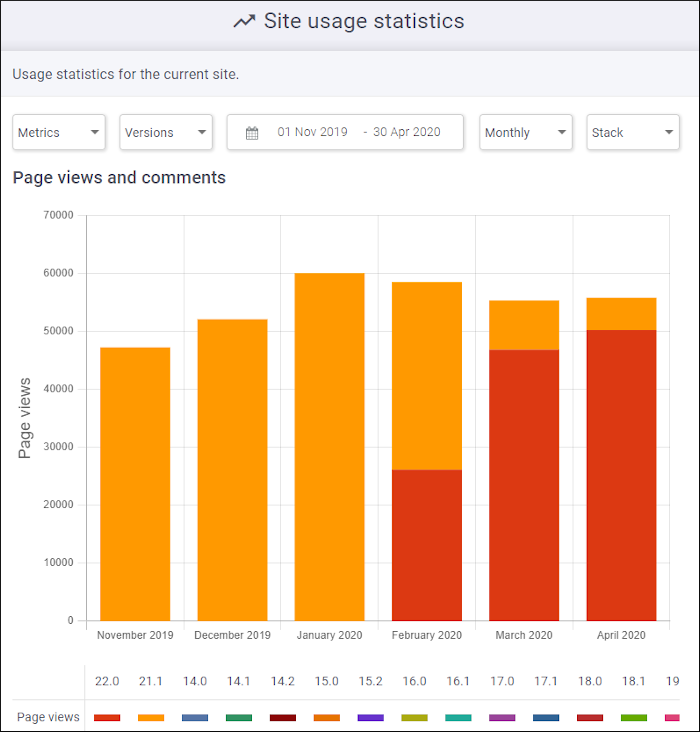 Site usage statistics
Usage statistics for the current site.
Metrics Versions 01 Nov 2019 - 30 Apr 2020 Monthly Stack
Page views and comments
70000
60000
50000
40000
30000
20000
10000
0
Page views
November 2019 December 2019 January 2020 February 2020 March 2020 April 2020
22.0 21.1 14.0 14.1 14.2 15.0 15.2 16.0 16.1 17.0 17.1 18.0 18.1 19
Page views